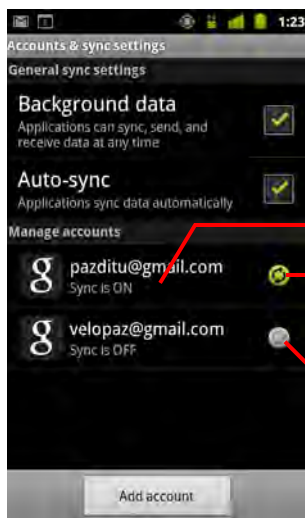 1:23
Accounts & sync settings
General sync settings
Background data
Applications can sync, send, and
receive data at any time
Auto-sync
Applications sync data automatically
Manage accounts
g pazditu@gmail.com
Sync is ON
g velopaz@gmail.com
Sync is OFF
Add account